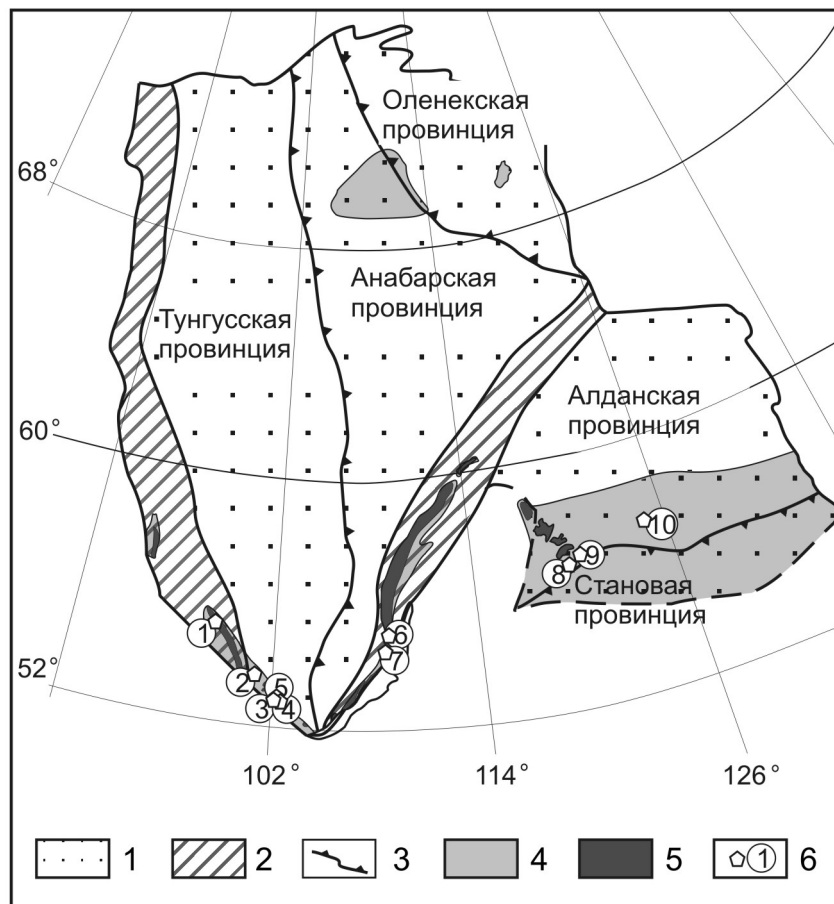 Оленекская
провинция
68°
Анабарская
провинция
Тунгусская
провинция
Алданская
провинция
60°
10
9
8
Становая
провинция
1
6
7
2
5
3
4
52°
102°
114°
126°
1
2
3
4
5
1
6